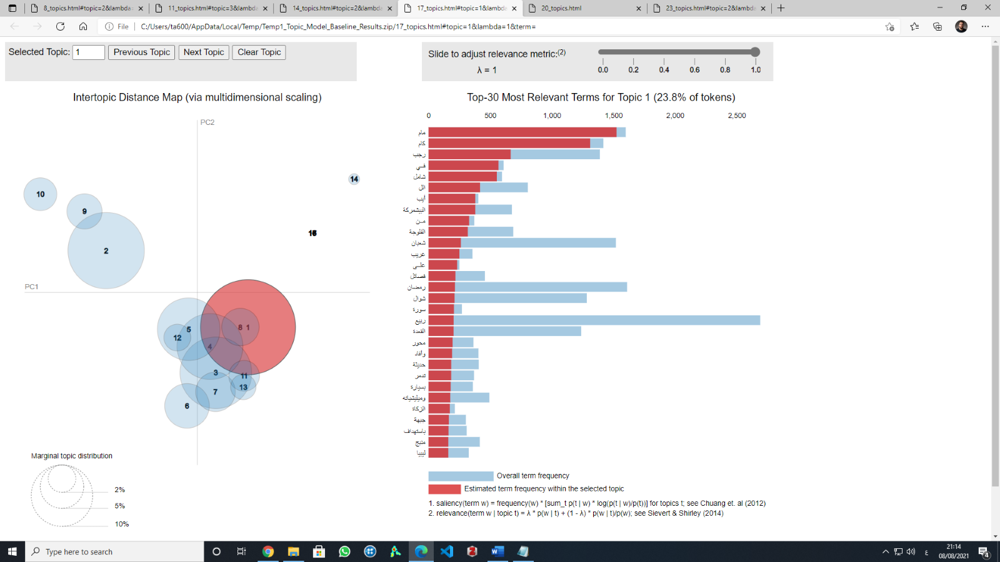 8_topics.html#topic=2&lambda=
11_topics.html#topic=3&lambda
14_topics.html#topic=2&lambda
17_topics.html#topic=1&lambda
20_topics.html
23_topics.html#topic=2&lambda
File
C:/Users/ta600/AppData/Local/Temp/Temp1_Topic_Model_Baseline_Results.zip/17_topics.html#topic=1&lambda=1&term=
Selected Topic: 1 Previous Topic Next Topic Clear Topic
Slide to adjust relevance metric:(2)
λ = 1
0.0 0.2 0.4 0.6 0.8 1.0
Intertopic Distance Map (via multidimensional scaling)
PC2
PC1
14
10
9
2
5
8 1
12
4
3
11
13
7
6
Marginal topic distribution
2%
5%
10%
Top-30 Most Relevant Terms for Topic 1 (23.8% of tokens)
0 500 1,000 1,500 2,000 2,500
مام
كام
رجب
فــي
شامل
الل
أيب
البيشمركة
مــن
الفلوجة
شعبان
غريب
علــى
فصائل
رمضان
شوال
سورة
ربيع
القعدة
محور
وأفاد
حديثة
تدمر
بسيارة
وميليشياته
الزكاة
جبهة
باستهداف
منبج
ليبيا
Overall term frequency
Estimated term frequency within the selected topic
1. saliency(term w) = frequency(w) * [sum_t p(t | w) * log(p(t | w)/p(t))] for topics t; see Chuang et. al (2012)
2. relevance(term w | topic t) = λ * p(w | t) + (1 - λ) * p(w | t)/p(w); see Sievert & Shirley (2014)
Type here to search
ع
21:14
08/08/2021
4